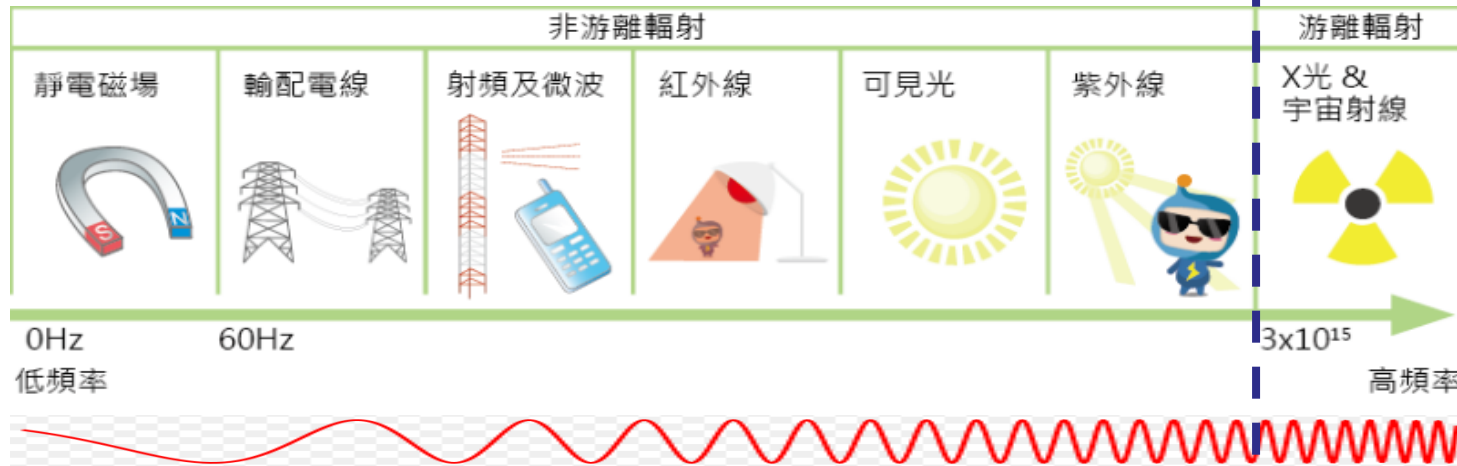 非游離輻射
游離輻射
靜電磁場
輸配電線
射頻及微波
紅外線
可見光
紫外線
X光 &
宇宙射線
S
N
0Hz
60Hz
3x10¹⁵
低頻率
高頻率